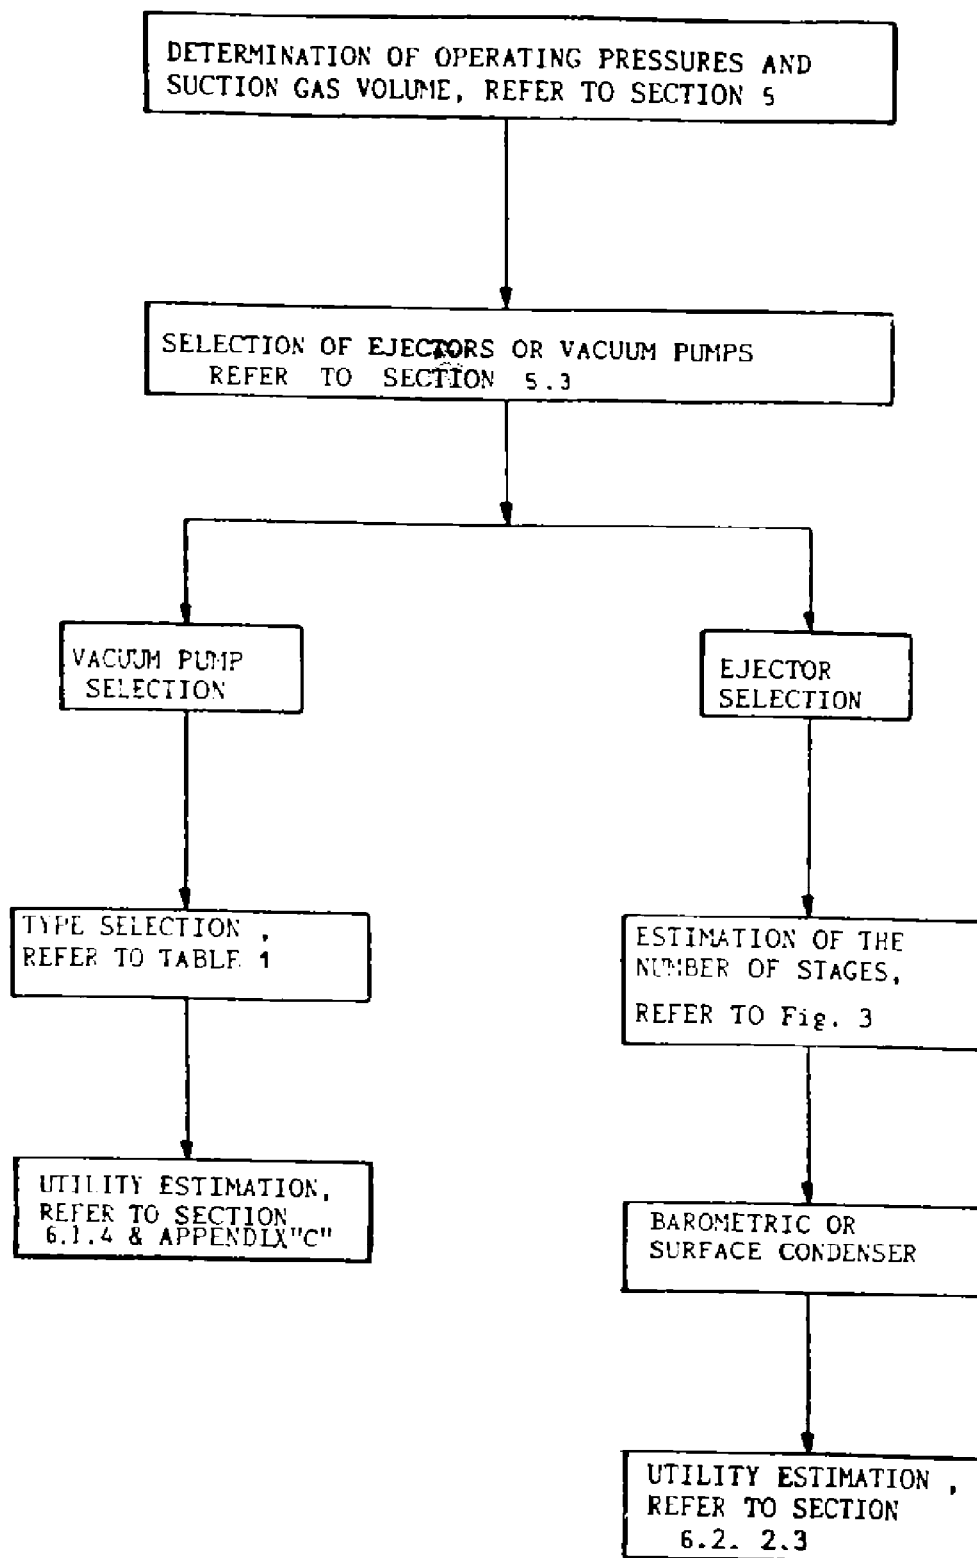 DETERMINATION OF OPERATING PRESSURES AND
SUCTION GAS VOLUME, REFER TO SECTION 5
SELECTION OF EJECTORS OR VACUUM PUMPS
REFER TO SECTION 5.3
VACUUM PUMP
SELECTION
EJECTOR
SELECTION
TYPE SELECTION ,
REFER TO TABLE 1
ESTIMATION OF THE
NUMBER OF STAGES,
REFER TO Fig. 3
UTILITY ESTIMATION,
REFER TO SECTION
6.1.4 & APPENDIX"C"
BAROMETRIC OR
SURFACE CONDENSER
UTILITY ESTIMATION ,
REFER TO SECTION
6.2. 2.3